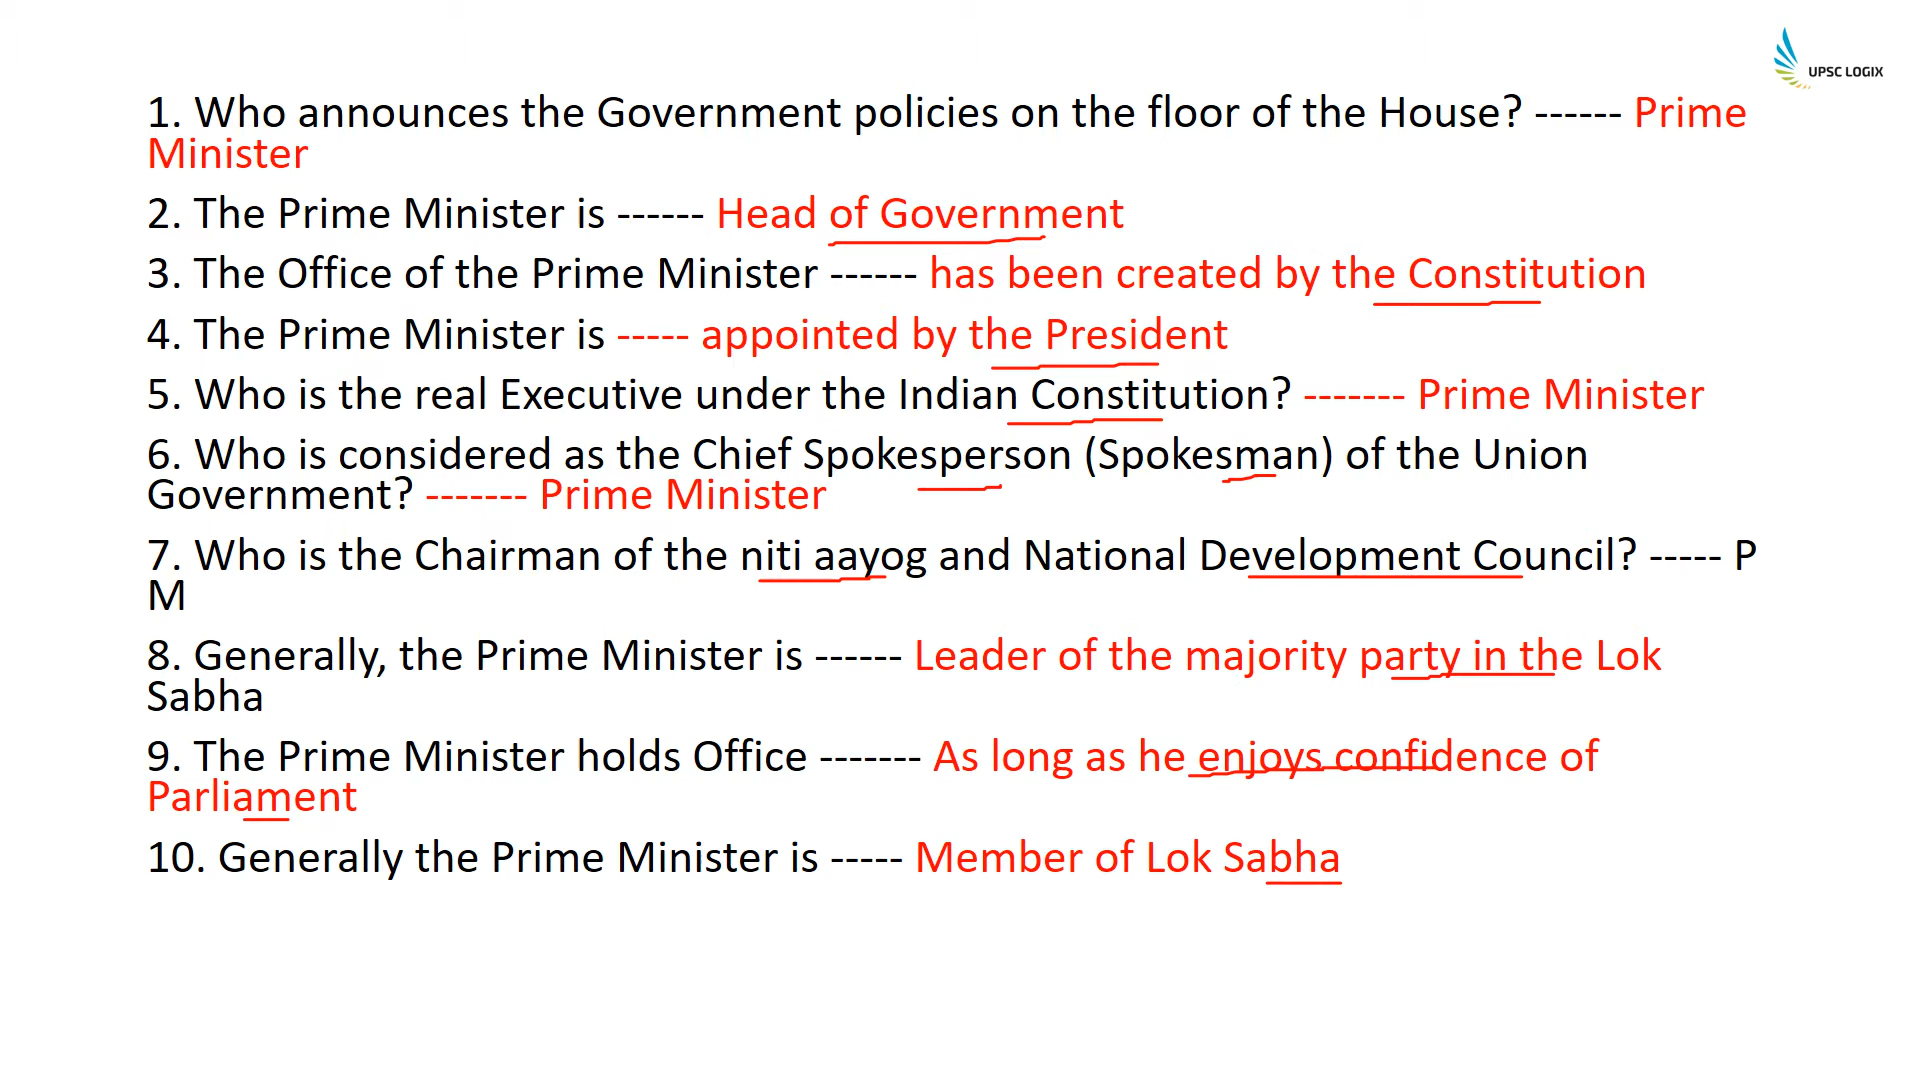 UPSC LOGIX
1. Who announces the Government policies on the floor of the House? ------ Prime
Minister
2. The Prime Minister is ------ Head of Government
3. The Office of the Prime Minister ------ has been created by the Constitution
4. The Prime Minister is ----- appointed by the President
5. Who is the real Executive under the Indian Constitution? ------- Prime Minister
6. Who is considered as the Chief Spokesperson (Spokesman) of the Union
Government? ------- Prime Minister
7. Who is the Chairman of the niti aayog and National Development Council? ----- P
M
8. Generally, the Prime Minister is ------ Leader of the majority party in the Lok
Sabha
9. The Prime Minister holds Office ------- As long as he enjoys confidence of
Parliament
10. Generally the Prime Minister is ----- Member of Lok Sabha